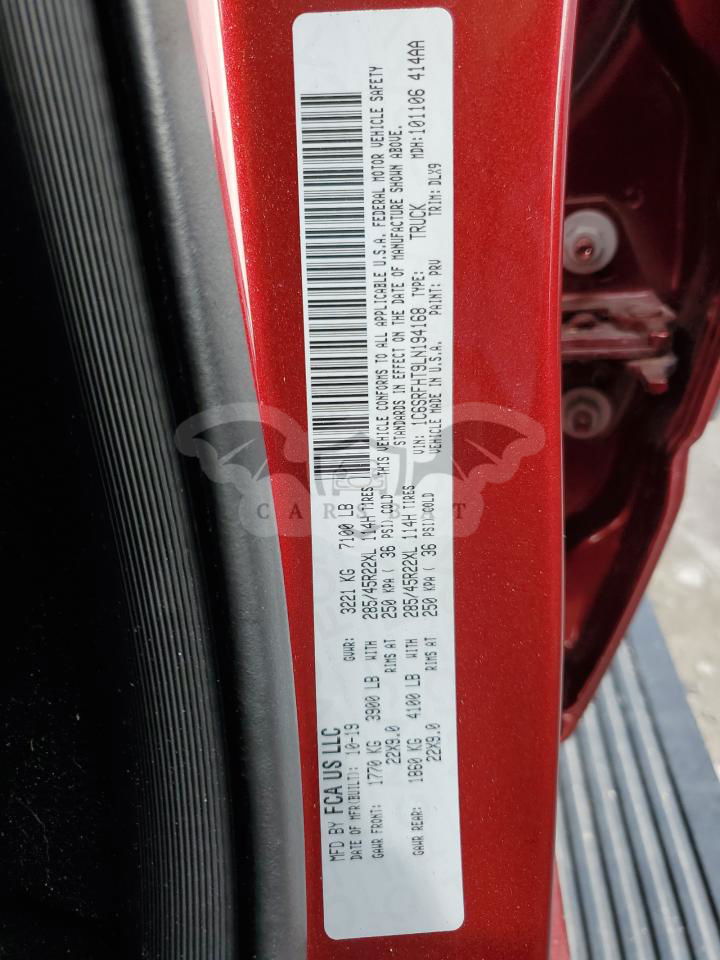 MFD BY FCA US LLC
DATE OF MFR(BUILT): 10-19 GVWR: 3221 KG 7100 LB
GAWR FRONT: 1770 KG 3900 LB WITH 285/45R22XL 114H TIRES
22X9.0 RIMS AT 250 KPA ( 36 PSI) COLD
GAWR REAR: 1860 KG 4100 LB WITH 285/45R22XL 114H TIRES
22X9.0 RIMS AT 250 KPA ( 36 PSI) COLD
THIS VEHICLE CONFORMS TO ALL APPLICABLE U.S.A. FEDERAL MOTOR VEHICLE SAFETY
STANDARDS IN EFFECT ON THE DATE OF MANUFACTURE SHOWN ABOVE.
VIN: 1C6SRFHT9LN194168 TYPE: TRUCK MDH:101106 414AA
VEHICLE MADE IN U.S.A. PAINT: PRV TRIM: DLX9
CARSBAT